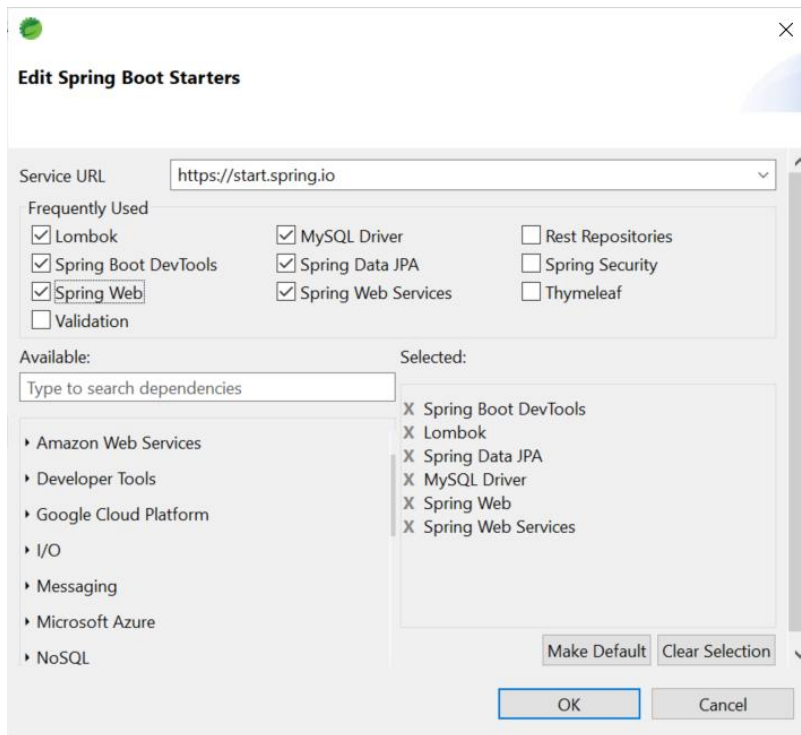 Edit Spring Boot Starters
Service URL https://start.spring.io
Frequently Used
Lombok MySQL Driver Rest Repositories
Spring Boot DevTools Spring Data JPA Spring Security
Spring Web Spring Web Services Thymeleaf
Validation
Available: Selected:
Type to search dependencies
Amazon Web Services
Developer Tools
Google Cloud Platform
I/O
Messaging
Microsoft Azure
NoSQL
X Spring Boot DevTools
X Lombok
X Spring Data JPA
X MySQL Driver
X Spring Web
X Spring Web Services
Make Default Clear Selection
OK Cancel